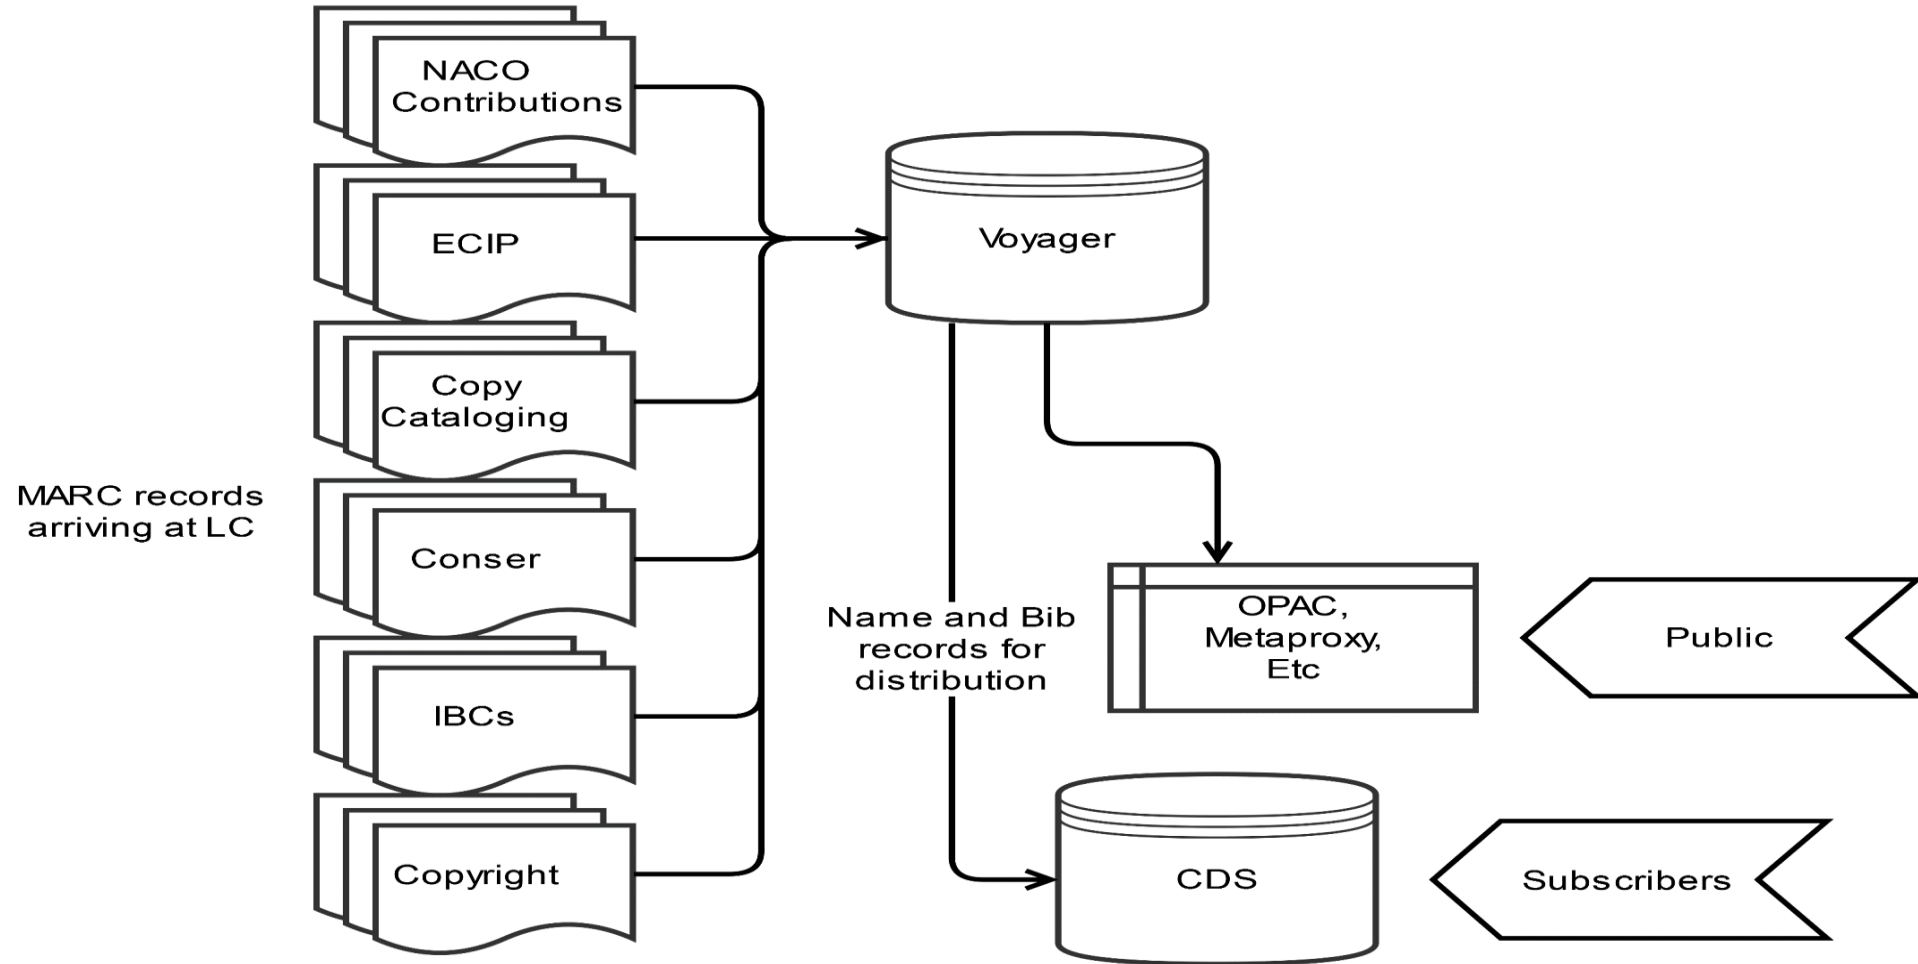 NACO
Contributions
ECIP
Copy
Cataloging
MARC records
arriving at LC
Conser
IBCs
Copyright
Voyager
Name and Bib
records for
distribution
OPAC,
Metaproxy,
Etc
Public
CDS
Subscribers